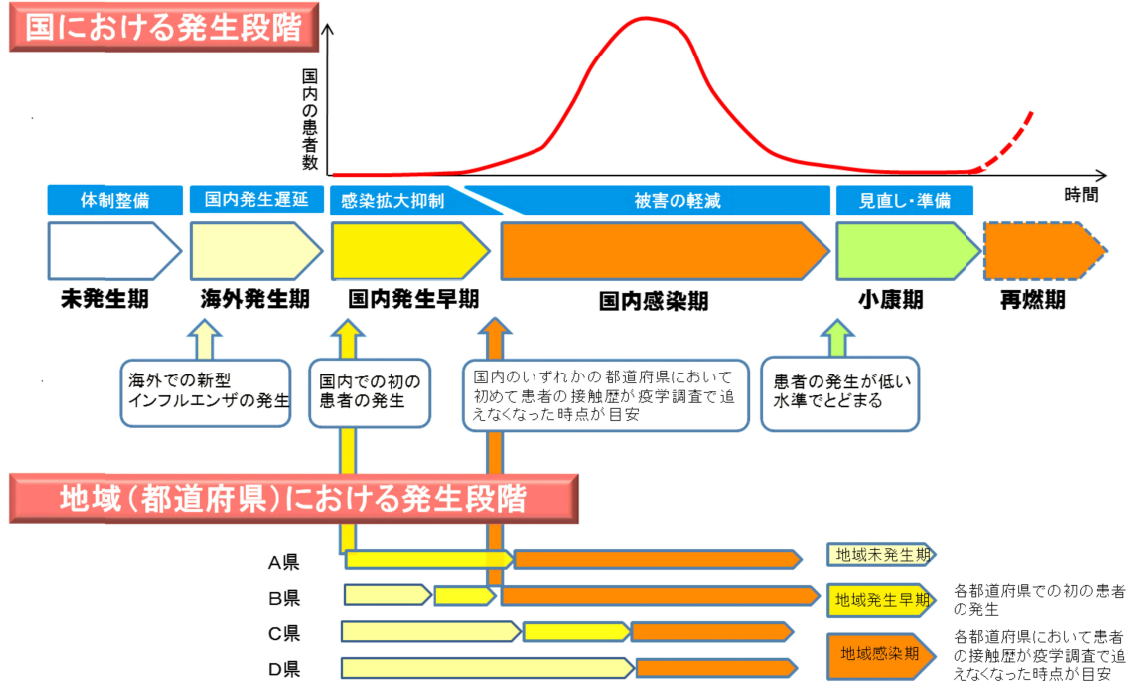 国における発生段階
国内の患者数
時間
体制整備
国内発生遅延
感染拡大抑制
被害の軽減
見直し・準備
未発生期
海外発生期
国内発生早期
国内感染期
小康期
再燃期
海外での新型
インフルエンザの発生
国内での初の
患者の発生
国内のいずれかの都道府県において
初めて患者の接触歴が疫学調査で追
えなくなった時点が目安
患者の発生が低い
水準でとどまる
地域(都道府県)における発生段階
A県
B県
C県
D県
地域未発生期
地域発生早期
各都道府県での初の患者
の発生
地域感染期
各都道府県において患者
の接触歴が疫学調査で追
えなくなった時点が目安